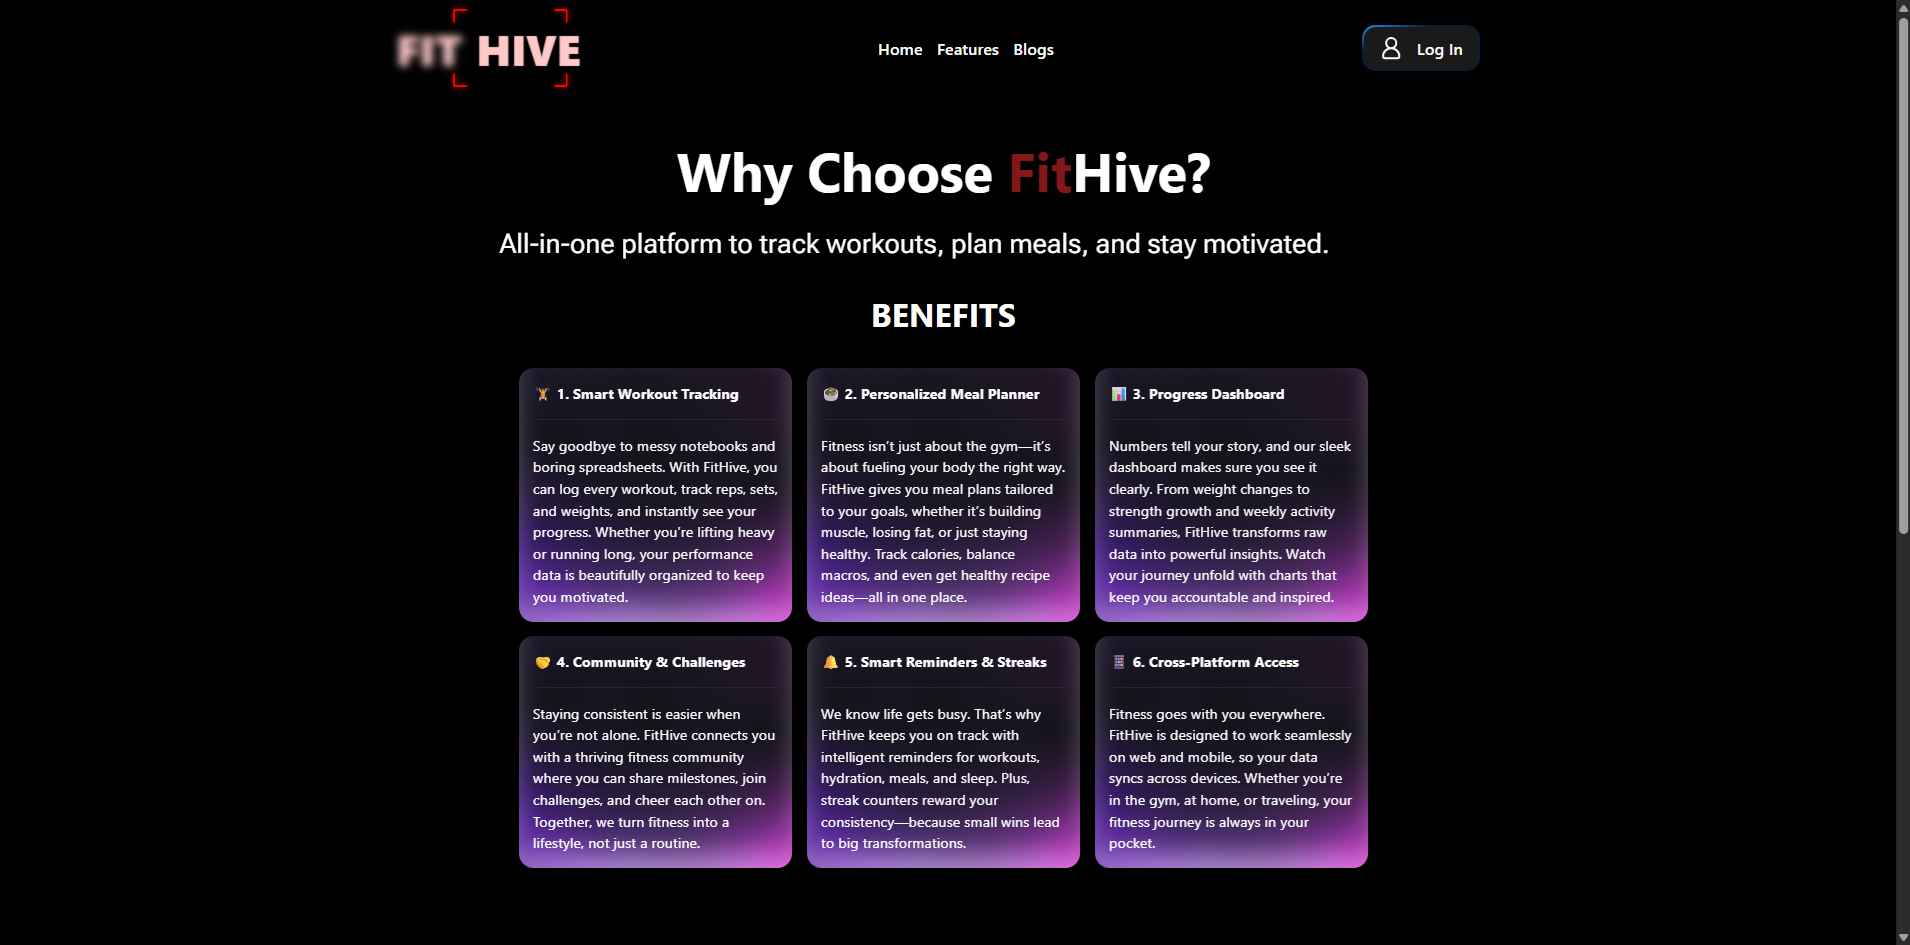 FIT HIVE
Home Features Blogs
Log In
Why Choose FitHive?
All-in-one platform to track workouts, plan meals, and stay motivated.
BENEFITS
1. Smart Workout Tracking
Say goodbye to messy notebooks and
boring spreadsheets. With FitHive, you
can log every workout, track reps, sets,
and weights, and instantly see your
progress. Whether you’re lifting heavy
or running long, your performance
data is beautifully organized to keep
you motivated.
2. Personalized Meal Planner
Fitness isn’t just about the gym—it’s
about fueling your body the right way.
FitHive gives you meal plans tailored
to your goals, whether it’s building
muscle, losing fat, or just staying
healthy. Track calories, balance
macros, and even get healthy recipe
ideas—all in one place.
3. Progress Dashboard
Numbers tell your story, and our sleek
dashboard makes sure you see it
clearly. From weight changes to
strength growth and weekly activity
summaries, FitHive transforms raw
data into powerful insights. Watch
your journey unfold with charts that
keep you accountable and inspired.
4. Community & Challenges
Staying consistent is easier when
you’re not alone. FitHive connects you
with a thriving fitness community
where you can share milestones, join
challenges, and cheer each other on.
Together, we turn fitness into a
lifestyle, not just a routine.
5. Smart Reminders & Streaks
We know life gets busy. That’s why
FitHive keeps you on track with
intelligent reminders for workouts,
hydration, meals, and sleep. Plus,
streak counters reward your
consistency—because small wins lead
to big transformations.
6. Cross-Platform Access
Fitness goes with you everywhere.
FitHive is designed to work seamlessly
on web and mobile, so your data
syncs across devices. Whether you’re
in the gym, at home, or traveling, your
fitness journey is always in your
pocket.